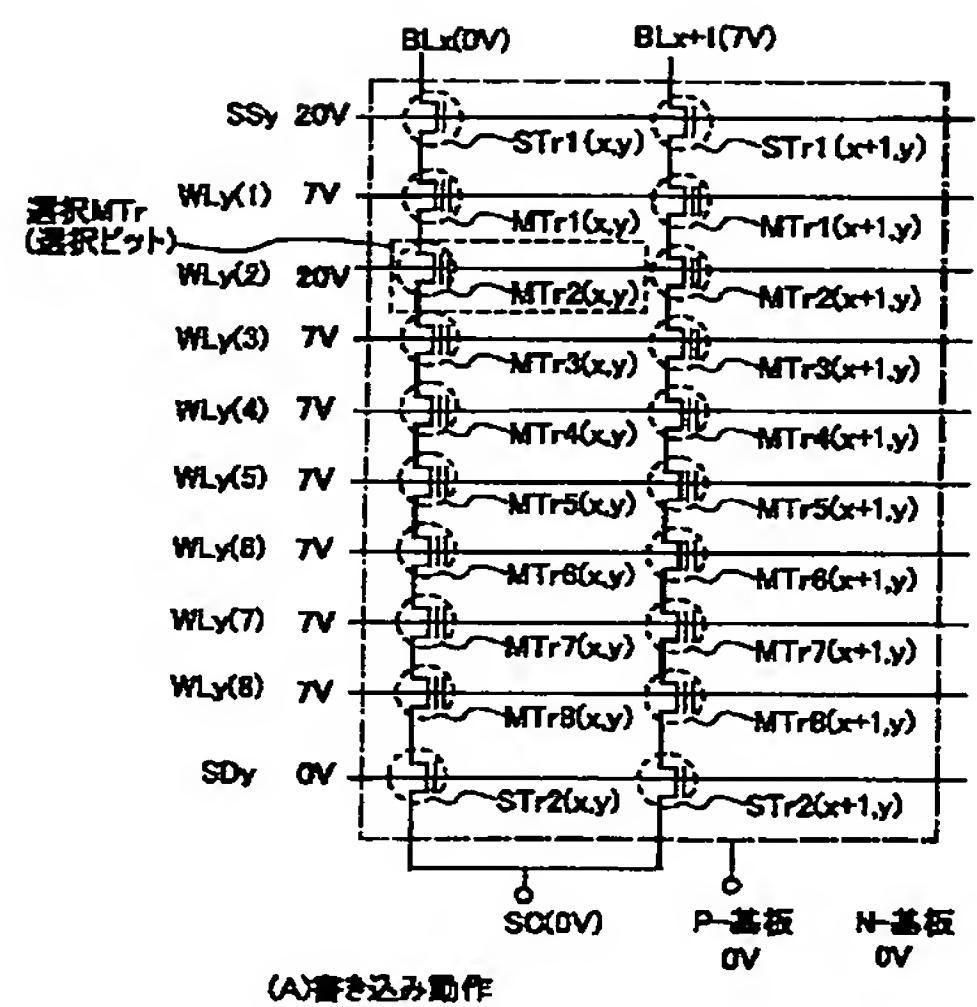 BLx(0V) BLx+1(7V)
SSy 20V
STr1(x,y) STr1(x+1,y)
WLy(1) 7V
選択MTr
(選択ビット)
MTr1(x,y) MTr1(x+1,y)
WLy(2) 20V
MTr2(x,y) MTr2(x+1,y)
WLy(3) 7V
MTr3(x,y) MTr3(x+1,y)
WLy(4) 7V
MTr4(x,y) MTr4(x+1,y)
WLy(5) 7V
MTr5(x,y) MTr5(x+1,y)
WLy(6) 7V
MTr6(x,y) MTr6(x+1,y)
WLy(7) 7V
MTr7(x,y) MTr7(x+1,y)
WLy(8) 7V
MTr8(x,y) MTr8(x+1,y)
SDy 0V
STr2(x,y) STr2(x+1,y)
SC(0V) P-基板 N-基板
0V 0V
(A)書き込み動作